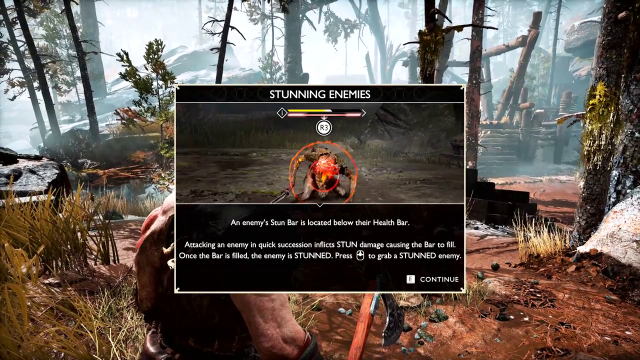 STUNNING ENEMIES
1
R3
An enemy's Stun Bar is located below their Health Bar.
Attacking an enemy in quick succession inflicts STUN damage causing the Bar to fill.
Once the Bar is filled, the enemy is STUNNED. Press to grab a STUNNED enemy.
E CONTINUE